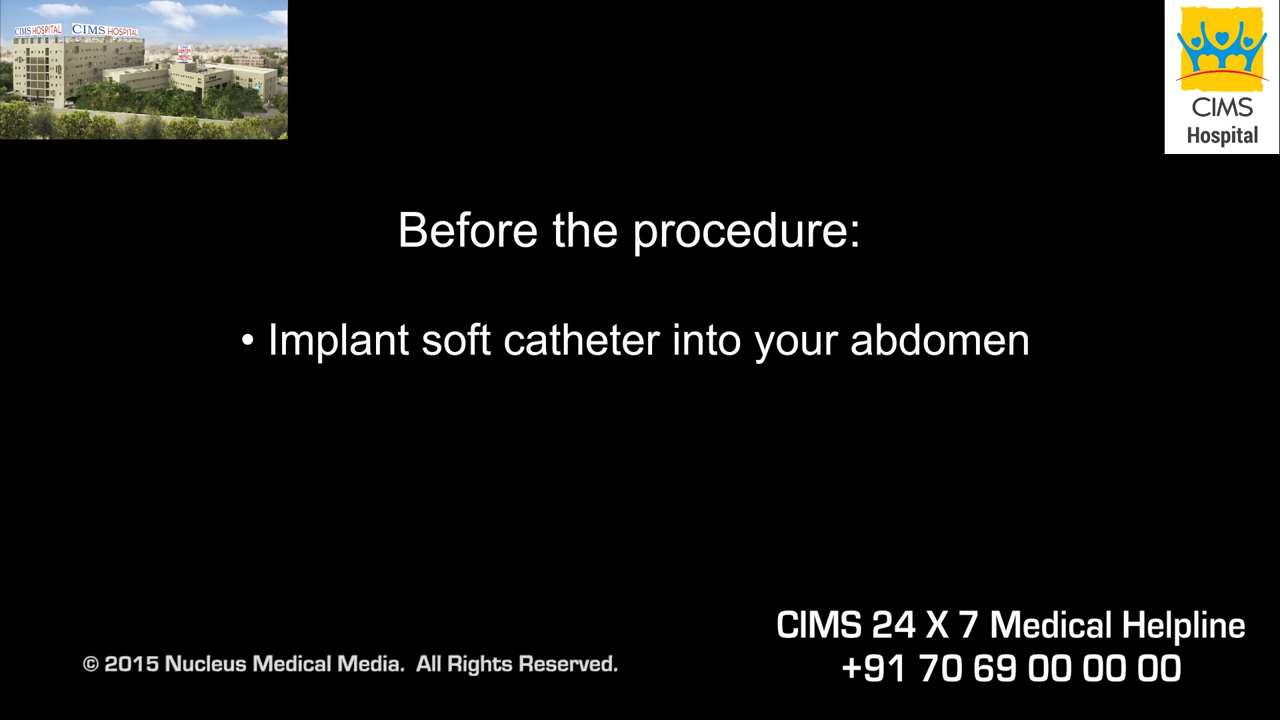 CIMS HOSPITAL CIMS HOSPITAL
CIMS
Hospital
Before the procedure:
• Implant soft catheter into your abdomen
CIMS 24 X 7 Medical Helpline
+91 70 69 00 00 00
© 2015 Nucleus Medical Media. All Rights Reserved.